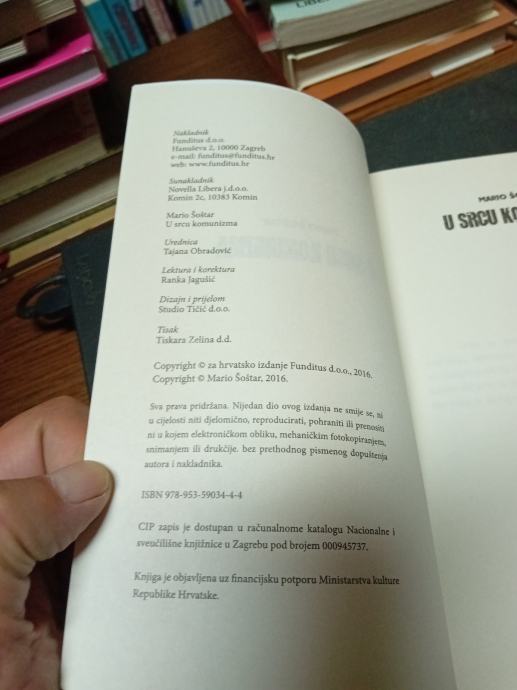 Nakladnik
Funditus d.o.o.
Hanuševa 2, 10000 Zagreb
e-mail: funditus@funditus.hr
web: www.funditus.hr
Sunakladnik
Novella Libera j.d.o.o.
Komin 2c, 10383 Komin
Mario Šoštar
U srcu komunizma
Urednica
Tajana Obradović
Lektura i korektura
Ranka Jagušić
Dizajn i prijelom
Studio Tičić d.o.o.
Tisak
Tiskara Zelina d.d.
Copyright © za hrvatsko izdanje Funditus d.o.o., 2016.
Copyright © Mario Šoštar, 2016.
Sva prava pridržana. Nijedan dio ovog izdanja ne smije se, ni
u cijelosti niti djelomično, reproducirati, pohraniti ili prenositi
ni u kojem elektroničkom obliku, mehaničkim fotokopiranjem,
snimanjem ili drukčije, bez prethodnog pismenog dopuštenja
autora i nakladnika.
ISBN 978-953-59034-4-4
CIP zapis je dostupan u računalnome katalogu Nacionalne i
sveučilišne knjižnice u Zagrebu pod brojem 000945737.
Knjiga je objavljena uz financijsku potporu Ministarstva kulture
Republike Hrvatske.
MARIO Š
U SRCU KO